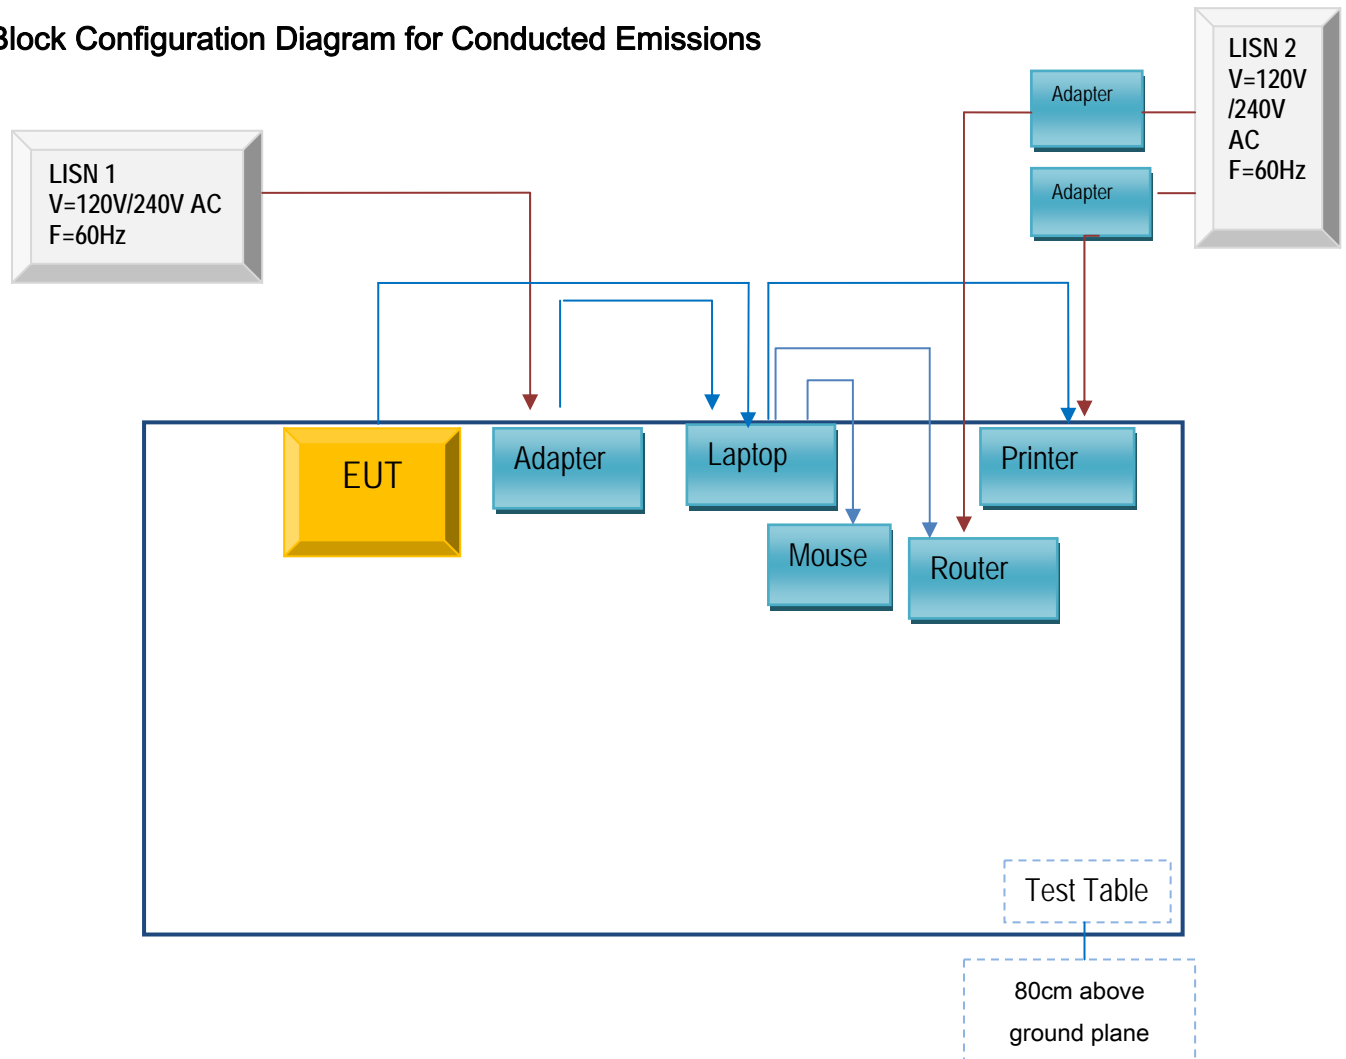 Block Configuration Diagram for Conducted Emissions
LISN 2
V=120V
/240V
AC
F=60Hz
Adapter
Adapter
LISN 1
V=120V/240V AC
F=60Hz
EUT
Adapter
Laptop
Printer
Mouse
Router
Test Table
80cm above
ground plane